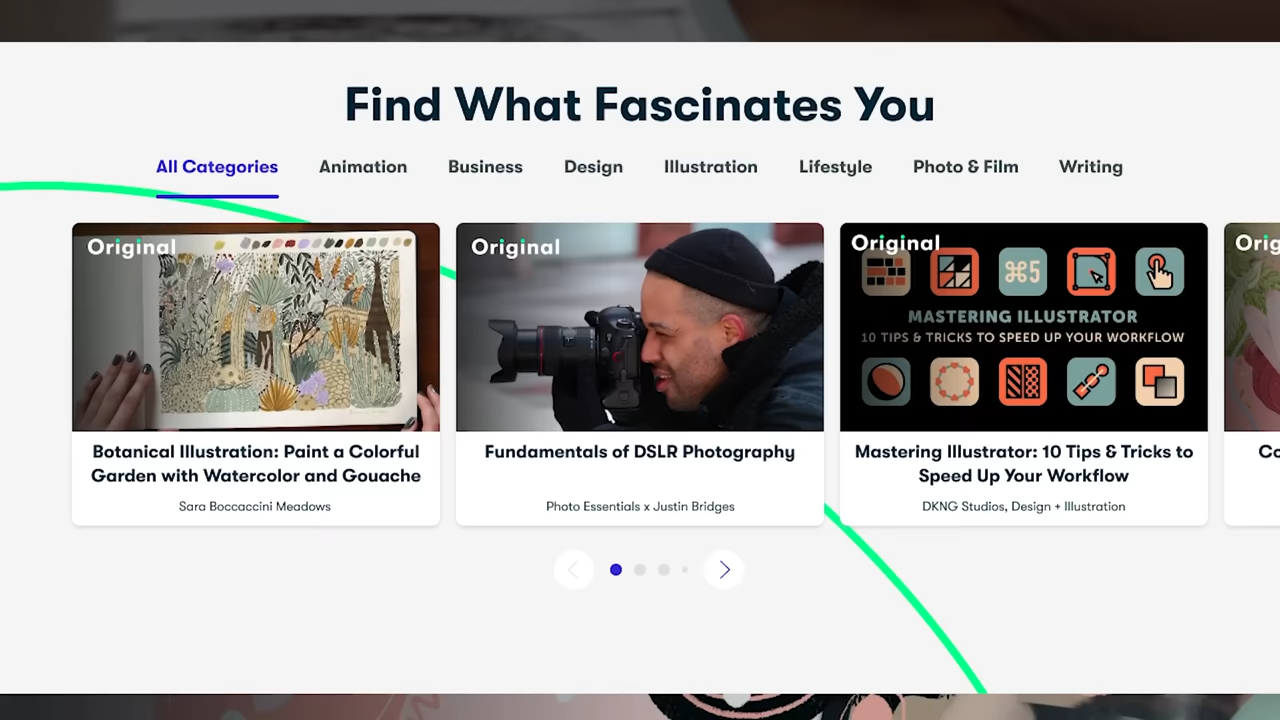 Find What Fascinates You
All Categories
Animation
Business
Design
Illustration
Lifestyle
Photo & Film
Writing
Original
Botanical Illustration: Paint a Colorful
Garden with Watercolor and Gouache
Sara Boccaccini Meadows
Original
Fundamentals of DSLR Photography
Photo Essentials x Justin Bridges
Original
⌘5
MASTERING ILLUSTRATOR
10 TIPS & TRICKS TO SPEED UP YOUR WORKFLOW
Mastering Illustrator: 10 Tips & Tricks to
Speed Up Your Workflow
DKNG Studios, Design + Illustration